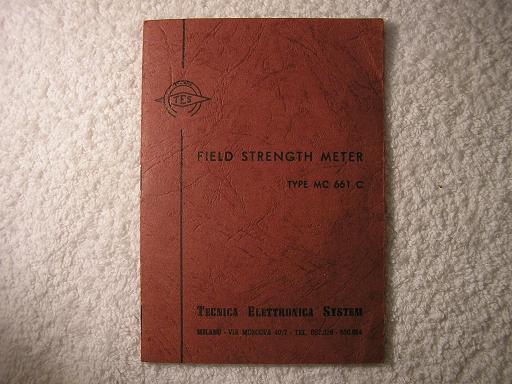 TES
FIELD STRENGTH METER
TYPE MC 661 C
TECNICA ELETTRONICA SYSTEM
MILANO - VIA MOSCOVA 40/7 - TEL.